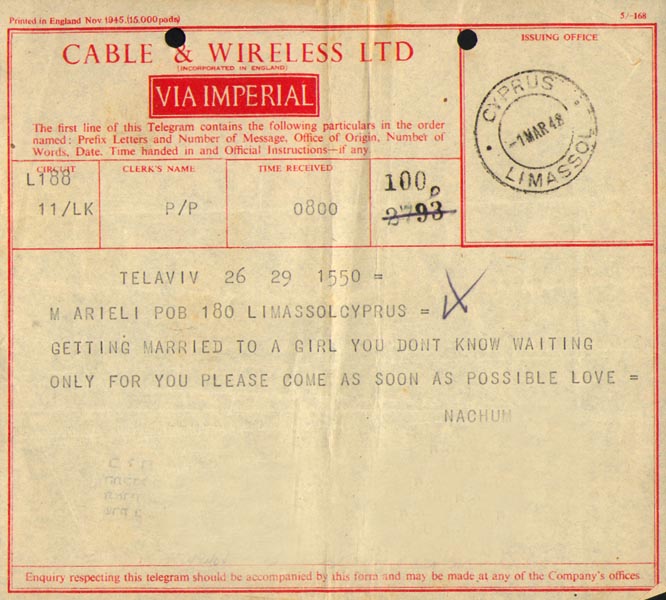 Printed in England Nov. 1945. (15,000 pads)
5/-168
CABLE & WIRELESS LTD
(INCORPORATED IN ENGLAND)
VIA IMPERIAL
ISSUING OFFICE
CYPRUS
-1 MAR 48
LIMASSOL
The first line of this Telegram contains the following particulars in the order
named: Prefix Letters and Number of Message, Office of Origin, Number of
Words, Date. Time handed in and Official Instructions—if any.
CIRCUIT
CLERK'S NAME
TIME RECEIVED
L188
11/LK
P/P
0800
100
2793
TELAVIV 26 29 1550 =
M ARIELI POB 180 LIMASSOLCYPRUS =
GETTING MARRIED TO A GIRL YOU DONT KNOW WAITING
ONLY FOR YOU PLEASE COME AS SOON AS POSSIBLE LOVE =
NACHUM
Enquiry respecting this telegram should be accompanied by this form and may be made at any of the Company's offices.